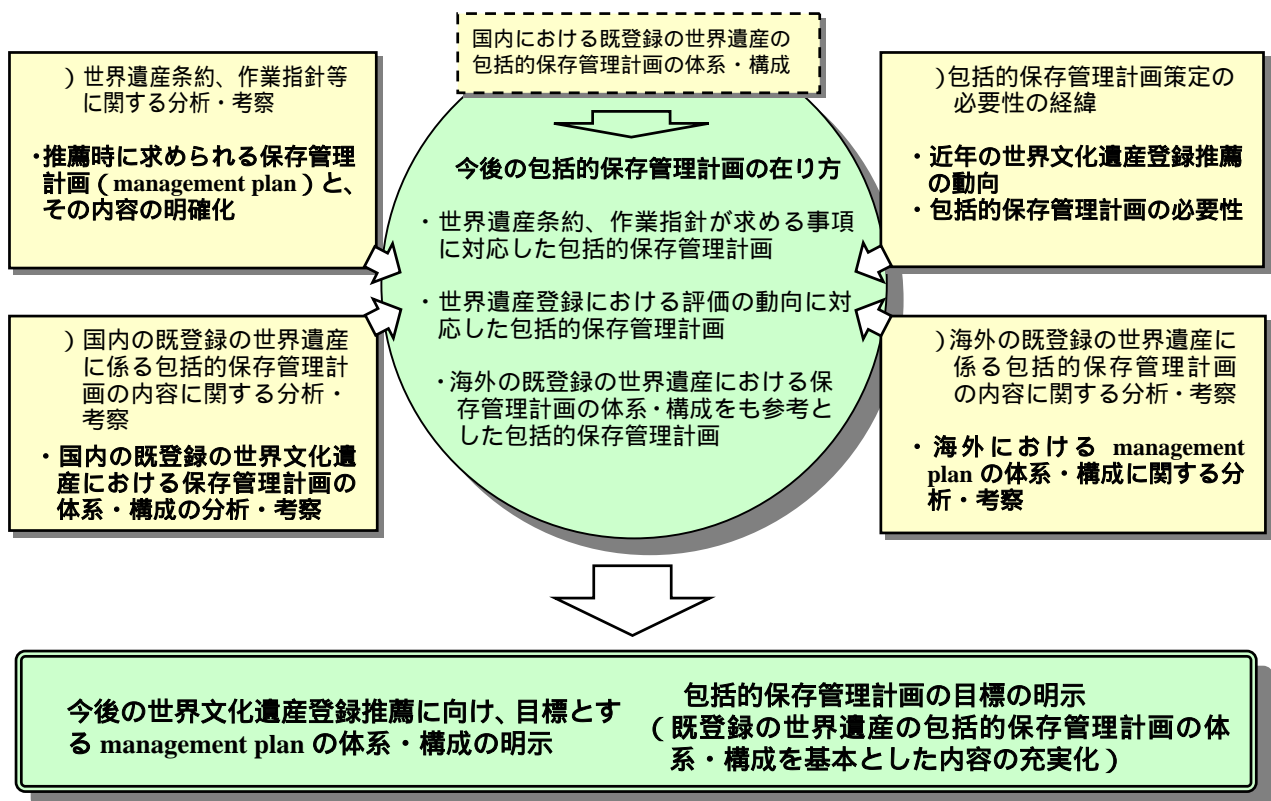 国内における既登録の世界遺産の
包括的保存管理計画の体系・構成
）世界遺産条約、作業指針等
に関する分析・考察
・推薦時に求められる保存管理
計画（management plan）と、
その内容の明確化
）包括的保存管理計画策定の
必要性の経緯
・近年の世界文化遺産登録推薦
の動向
・包括的保存管理計画の必要性
今後の包括的保存管理計画の在り方
・世界遺産条約、作業指針が求める事項
に対応した包括的保存管理計画
・世界遺産登録における評価の動向に対
応した包括的保存管理計画
・海外の既登録の世界遺産における保
存管理計画の体系・構成をも参考と
した包括的保存管理計画
）国内の既登録の世界遺産
に係る包括的保存管理計
画の内容に関する分析・
考察
・国内の既登録の世界文化遺
産における保存管理計画の
体系・構成の分析・考察
）海外の既登録の世界遺産に
係る包括的保存管理計画
の内容に関する分析・考察
・海外における management
plan の体系・構成に関する分
析・考察
今後の世界文化遺産登録推薦に向け、目標とす
る management plan の体系・構成の明示
包括的保存管理計画の目標の明示
（既登録の世界遺産の包括的保存管理計画の体
系・構成を基本とした内容の充実化）